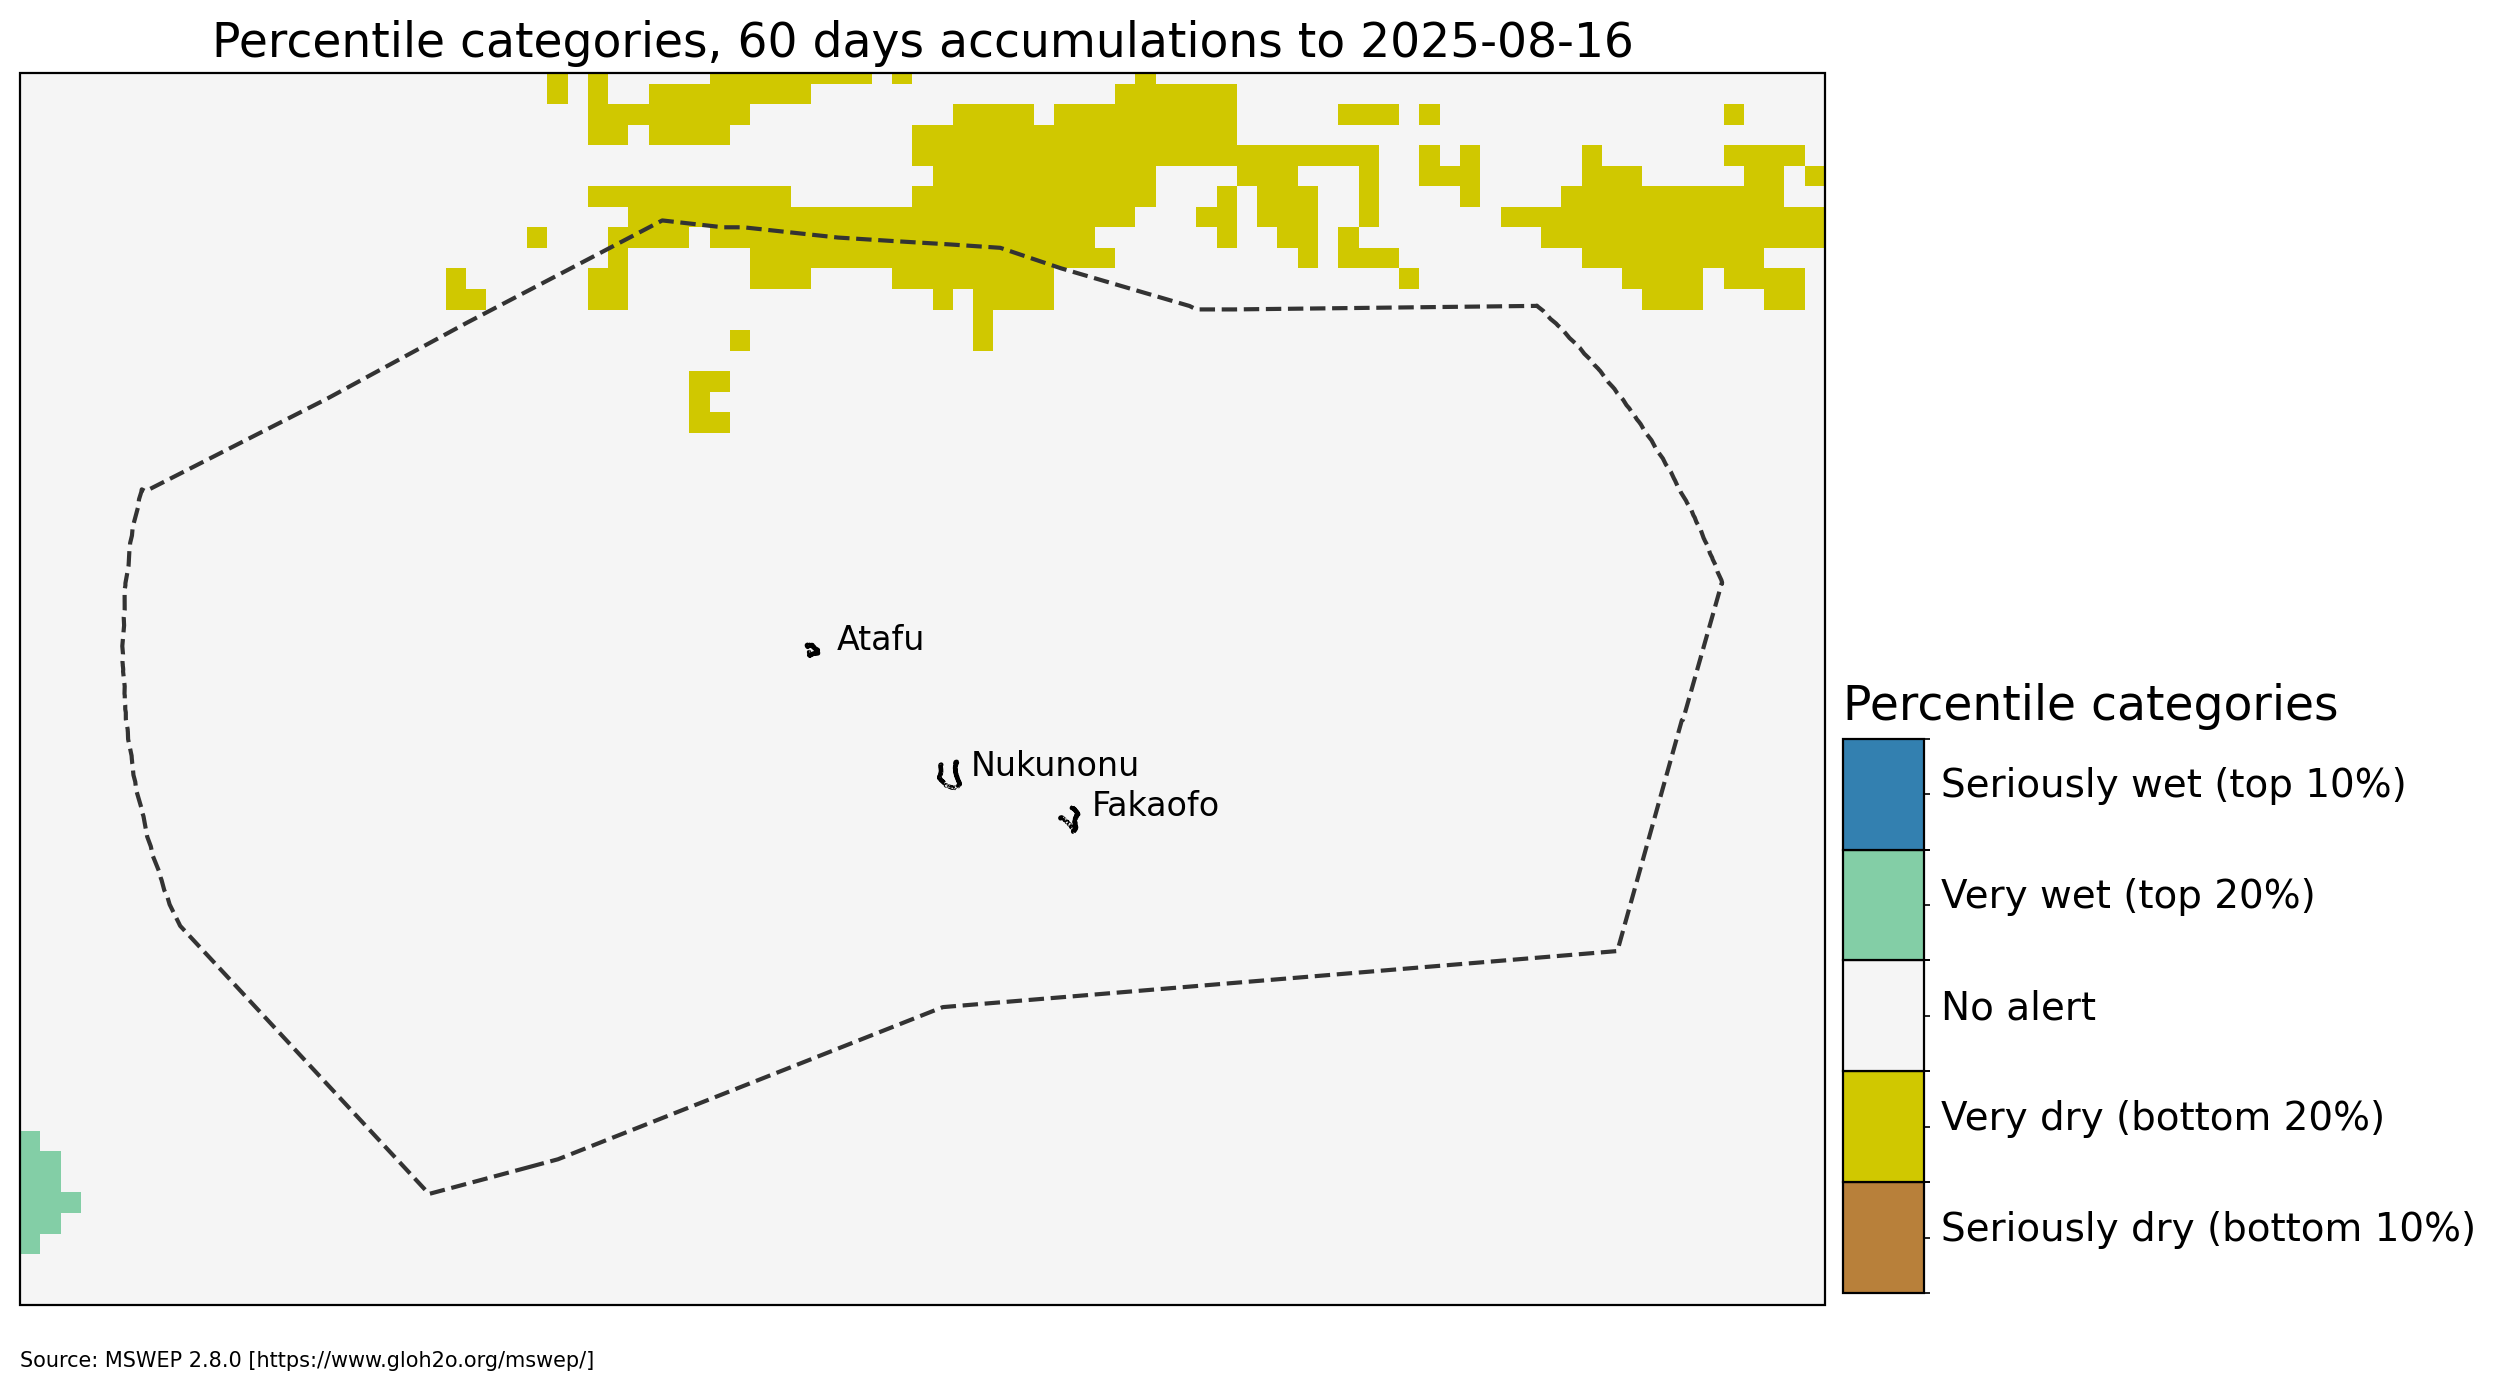 Percentile categories, 60 days accumulations to 2025-08-16
Atafu
Nukunonu
Fakaofo
Percentile categories
Seriously wet (top 10%)
Very wet (top 20%)
No alert
Very dry (bottom 20%)
Seriously dry (bottom 10%)
Source: MSWEP 2.8.0 [https://www.gloh2o.org/mswep/]